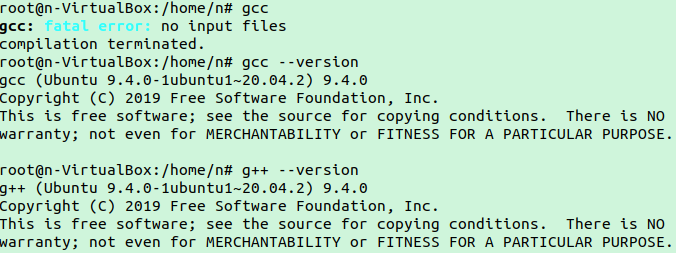 root@n-VirtualBox:/home/n# gcc
gcc: fatal error: no input files
compilation terminated.
root@n-VirtualBox:/home/n# gcc --version
gcc (Ubuntu 9.4.0-1ubuntu1~20.04.2) 9.4.0
Copyright (C) 2019 Free Software Foundation, Inc.
This is free software; see the source for copying conditions.  There is NO
warranty; not even for MERCHANTABILITY or FITNESS FOR A PARTICULAR PURPOSE.
root@n-VirtualBox:/home/n# g++ --version
g++ (Ubuntu 9.4.0-1ubuntu1~20.04.2) 9.4.0
Copyright (C) 2019 Free Software Foundation, Inc.
This is free software; see the source for copying conditions.  There is NO
warranty; not even for MERCHANTABILITY or FITNESS FOR A PARTICULAR PURPOSE.